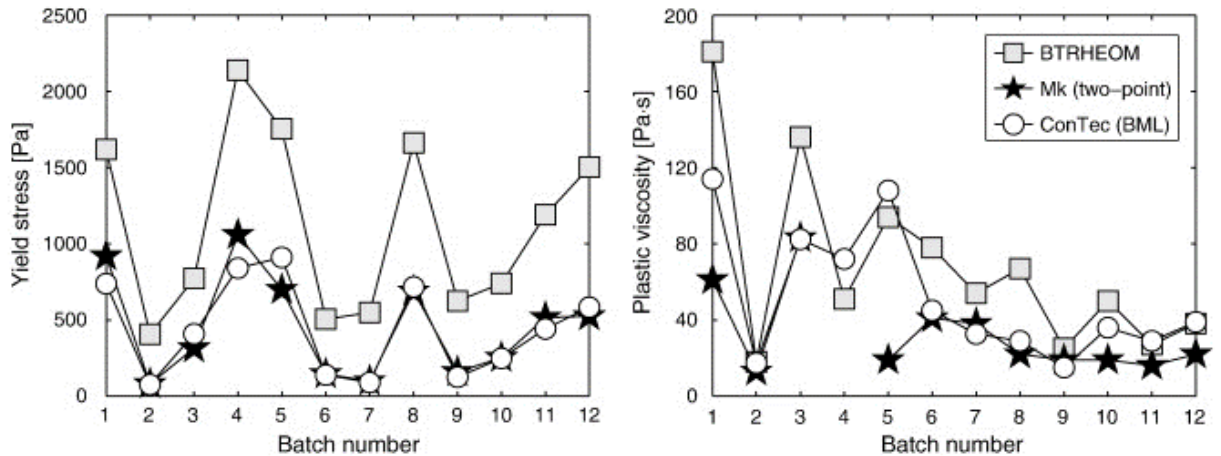 Yield stress [Pa]
2500
2000
1500
1000
500
0
1 2 3 4 5 6 7 8 9 10 11 12
Batch number
Plastic viscosity [Pa·s]
200
160
120
80
40
0
1 2 3 4 5 6 7 8 9 10 11 12
Batch number
BTRHEOM
Mk (two-point)
ConTec (BML)